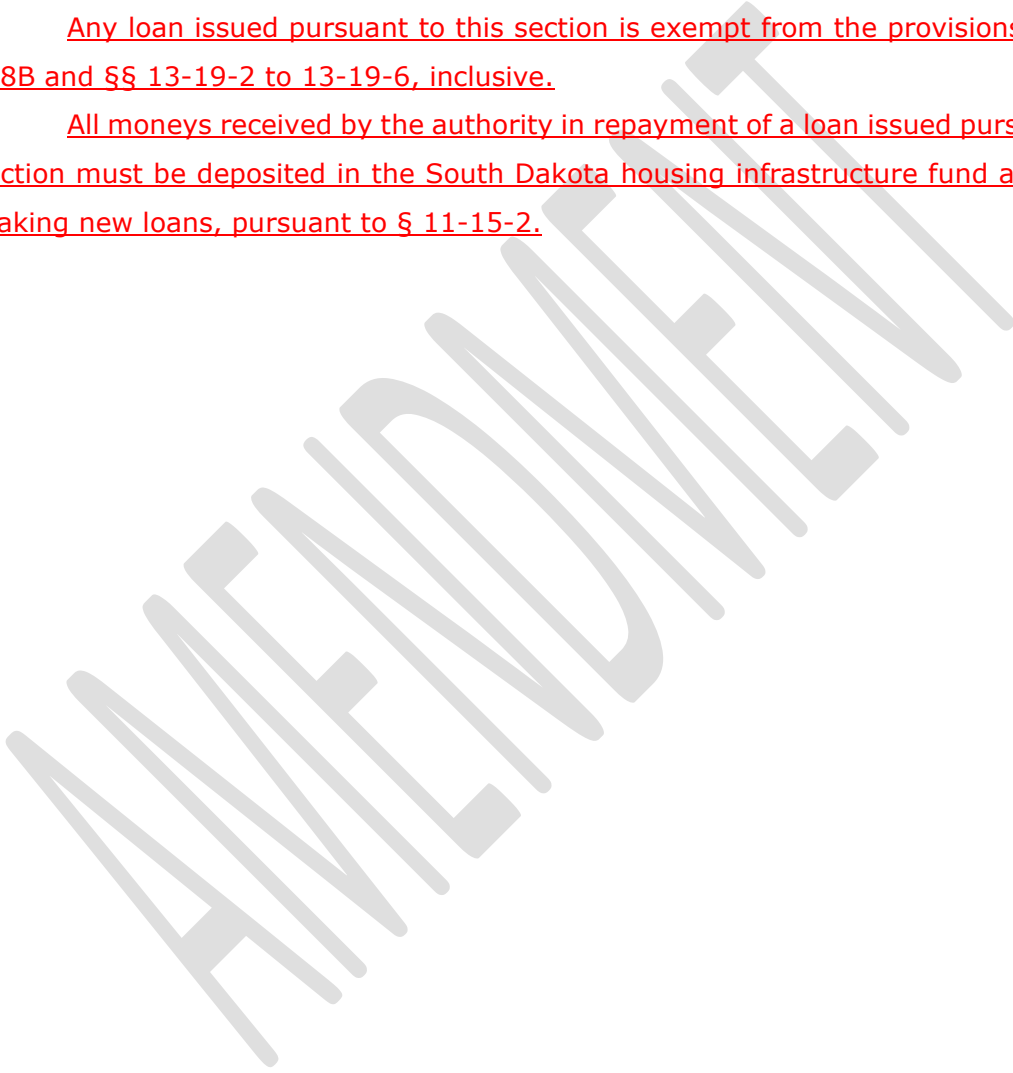 Any loan issued pursuant to this section is exempt from the provisions
8B and §§ 13-19-2 to 13-19-6, inclusive.
All moneys received by the authority in repayment of a loan issued purs
ction must be deposited in the South Dakota housing infrastructure fund a
aking new loans, pursuant to § 11-15-2.
AMENDMENT